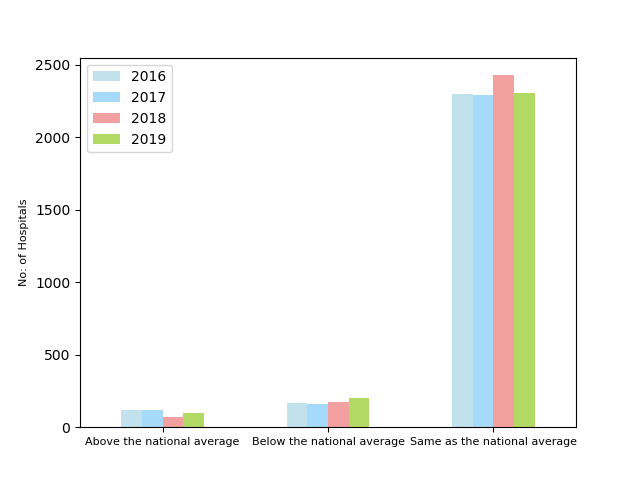 2500
2000
1500
1000
500
0
No: of Hospitals
2016
2017
2018
2019
Above the national average
Below the national average
Same as the national average